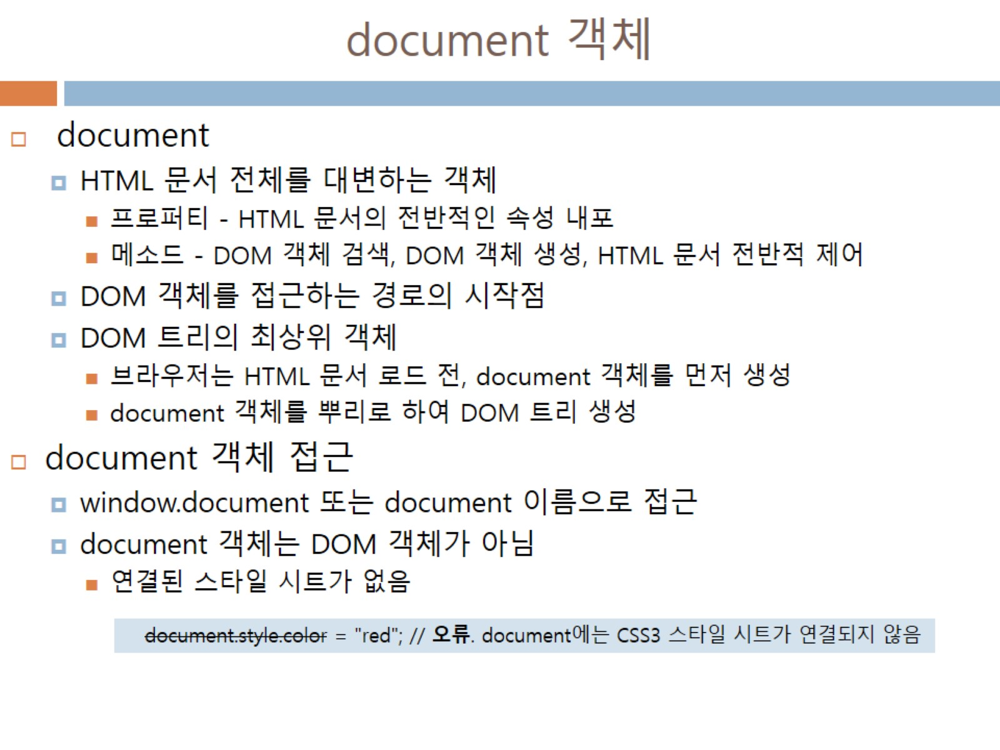 document 객체
document
HTML 문서 전체를 대변하는 객체
프로퍼티 - HTML 문서의 전반적인 속성 내포
메소드 - DOM 객체 검색, DOM 객체 생성, HTML 문서 전반적 제어
DOM 객체를 접근하는 경로의 시작점
DOM 트리의 최상위 객체
브라우저는 HTML 문서 로드 전, document 객체를 먼저 생성
document 객체를 뿌리로 하여 DOM 트리 생성
document 객체 접근
window.document 또는 document 이름으로 접근
document 객체는 DOM 객체가 아님
연결된 스타일 시트가 없음
document.style.color = "red"; // 오류. document에는 CSS3 스타일 시트가 연결되지 않음